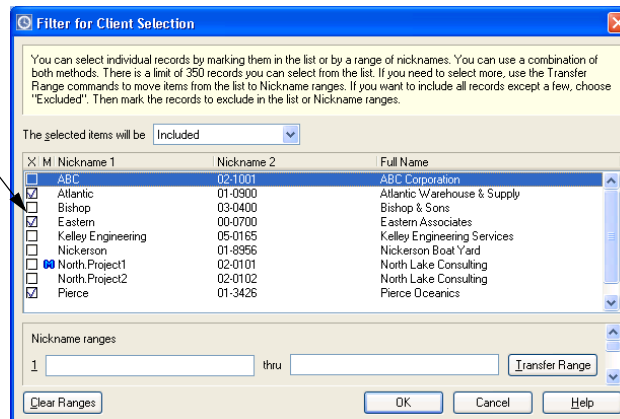 Filter for Client Selection
You can select individual records by marking them in the list or by a range of nicknames. You can use a combination of
both methods. There is a limit of 350 records you can select from the list. If you need to select more, use the Transfer
Range commands to move items from the list to Nickname ranges. If you want to include all records except a few, choose
"Excluded". Then mark the records to exclude in the list or Nickname ranges.
The selected items will be Included
X M Nickname 1 Nickname 2 Full Name
ABC 02-1001 ABC Corporation
Atlantic 01-0900 Atlantic Warehouse & Supply
Bishop 03-0400 Bishop & Sons
Eastern 00-0700 Eastern Associates
Kelley Engineering 05-0165 Kelley Engineering Services
Nickerson 01-8956 Nickerson Boat Yard
North.Project1 02-0101 North Lake Consulting
North.Project2 02-0102 North Lake Consulting
Pierce 01-3426 Pierce Oceanics
Nickname ranges
1 thru Transfer Range
Clear Ranges OK Cancel Help